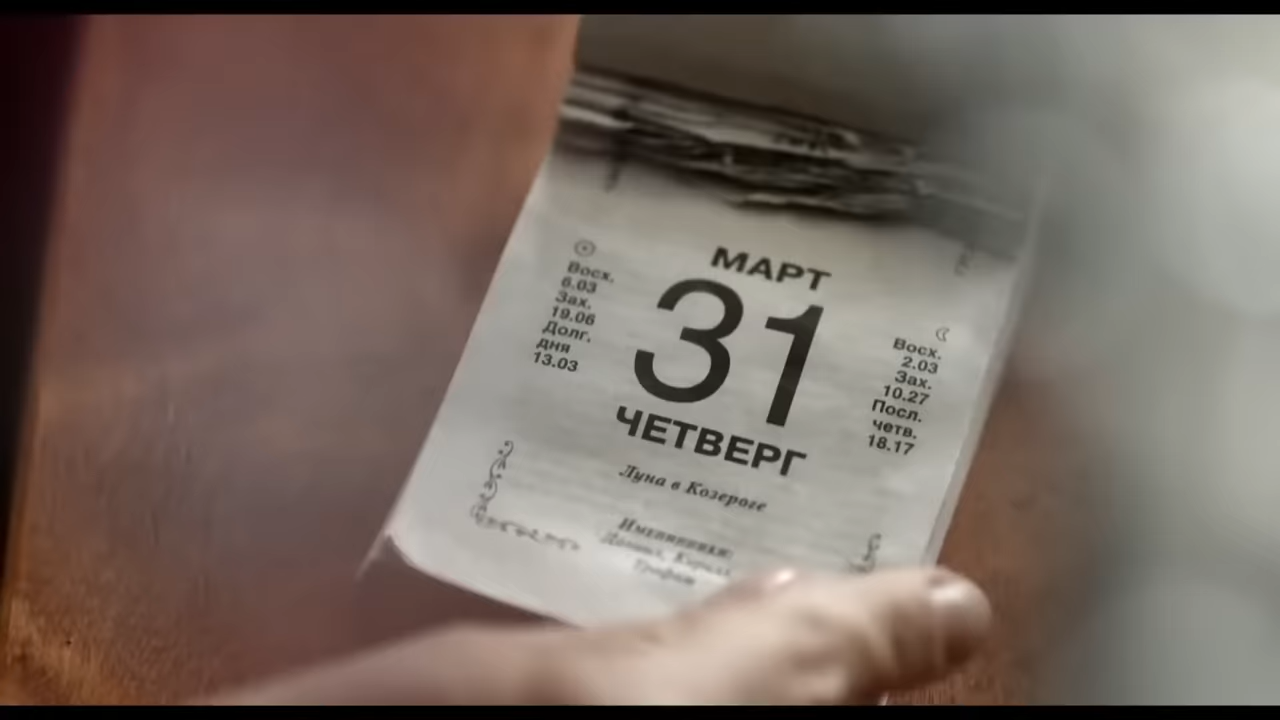 МАРТ
31
ЧЕТВЕРГ
Восх.
6.03
Зах.
19.06
Долг.
дня
13.03
Восх.
2.03
Зах.
10.27
Посл.
четв.
18.17
Луна в Козероге
Именинники:
Кирилл
Трофим